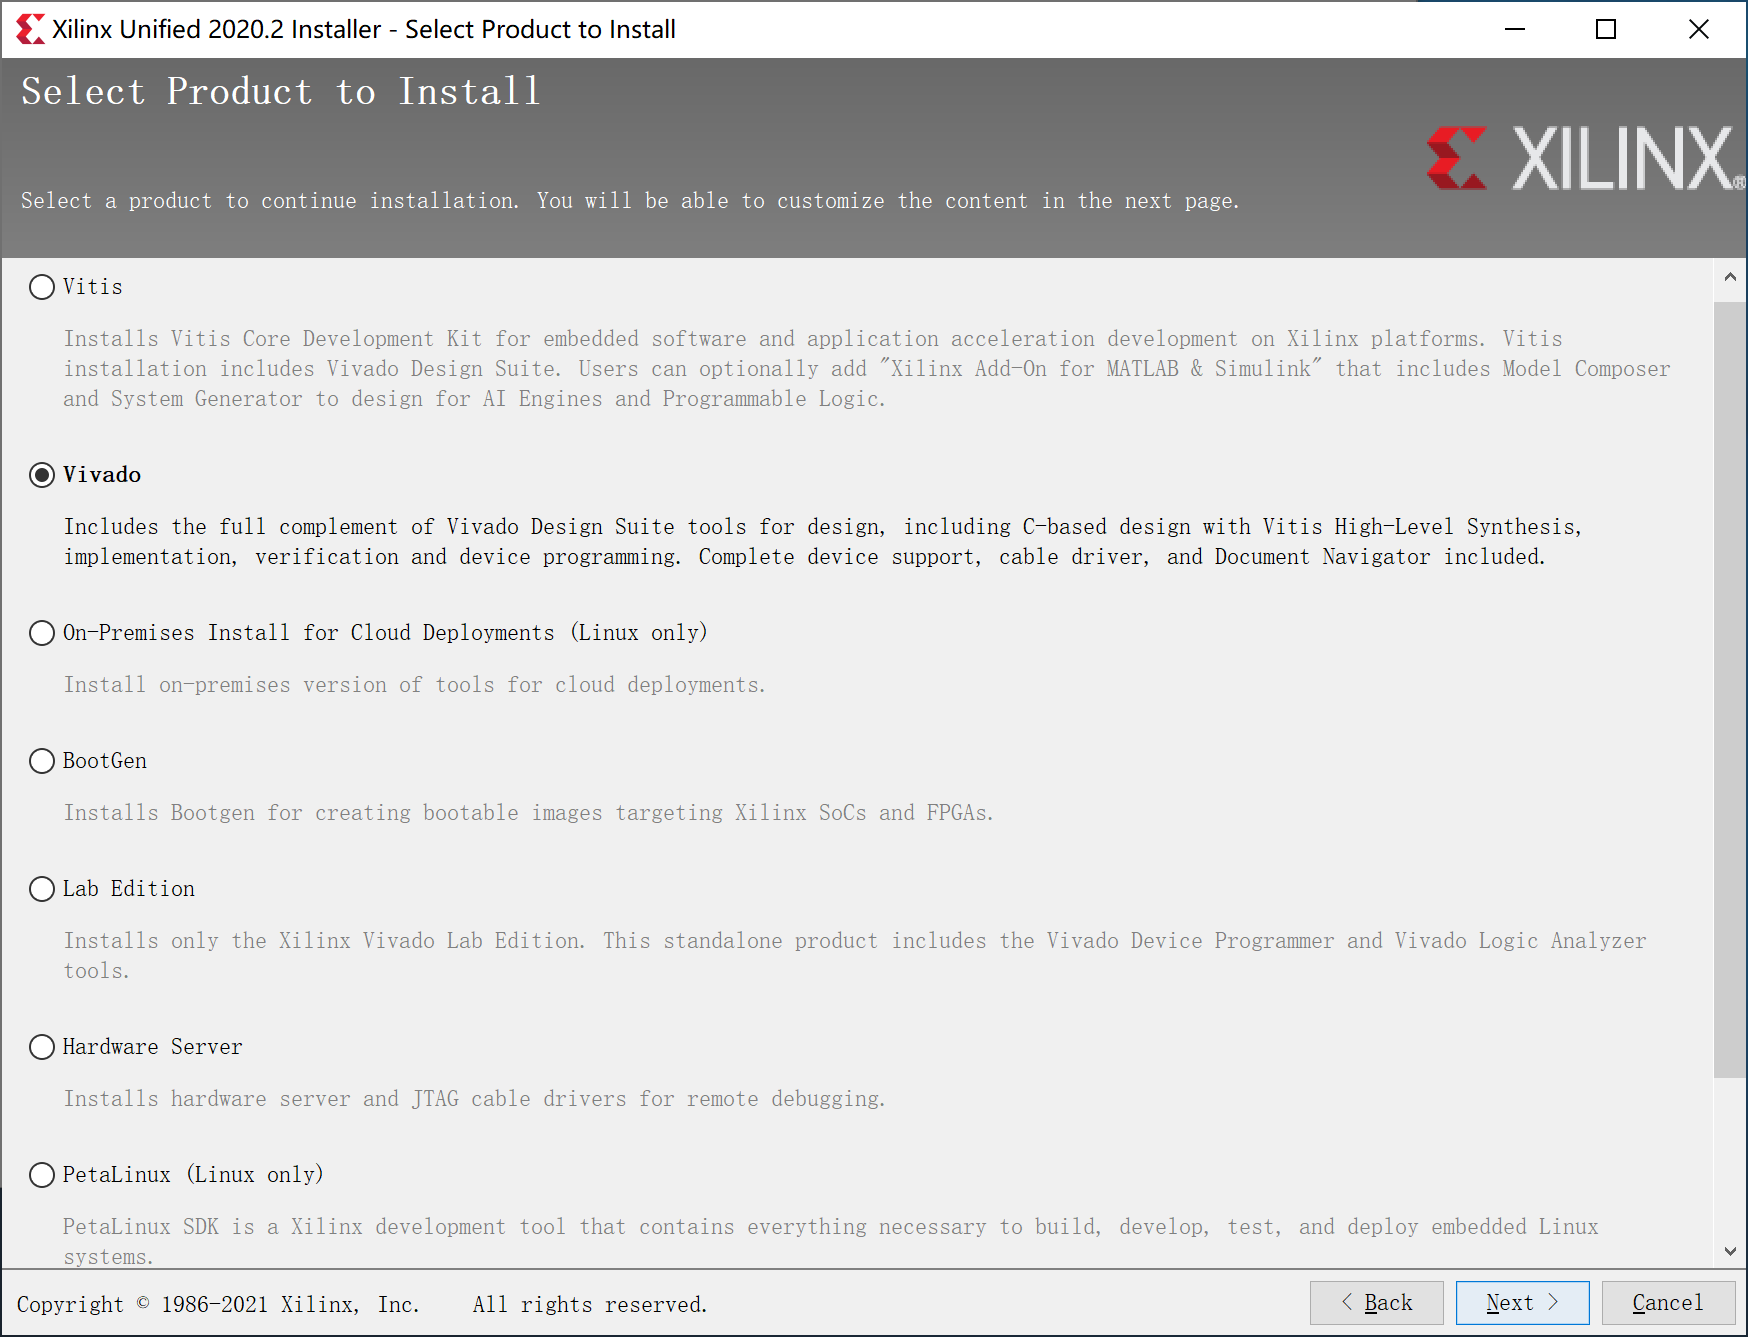 Xilinx Unified 2020.2 Installer - Select Product to Install
Select Product to Install
XILINX®
Select a product to continue installation. You will be able to customize the content in the next page.
Vitis
Installs Vitis Core Development Kit for embedded software and application acceleration development on Xilinx platforms. Vitis
installation includes Vivado Design Suite. Users can optionally add "Xilinx Add-On for MATLAB & Simulink" that includes Model Composer
and System Generator to design for AI Engines and Programmable Logic.
Vivado
Includes the full complement of Vivado Design Suite tools for design, including C-based design with Vitis High-Level Synthesis,
implementation, verification and device programming. Complete device support, cable driver, and Document Navigator included.
On-Premises Install for Cloud Deployments (Linux only)
Install on-premises version of tools for cloud deployments.
BootGen
Installs Bootgen for creating bootable images targeting Xilinx SoCs and FPGAs.
Lab Edition
Installs only the Xilinx Vivado Lab Edition. This standalone product includes the Vivado Device Programmer and Vivado Logic Analyzer
tools.
Hardware Server
Installs hardware server and JTAG cable drivers for remote debugging.
PetaLinux (Linux only)
PetaLinux SDK is a Xilinx development tool that contains everything necessary to build, develop, test, and deploy embedded Linux
systems.
Copyright © 1986-2021 Xilinx, Inc. All rights reserved.
< Back Next > Cancel